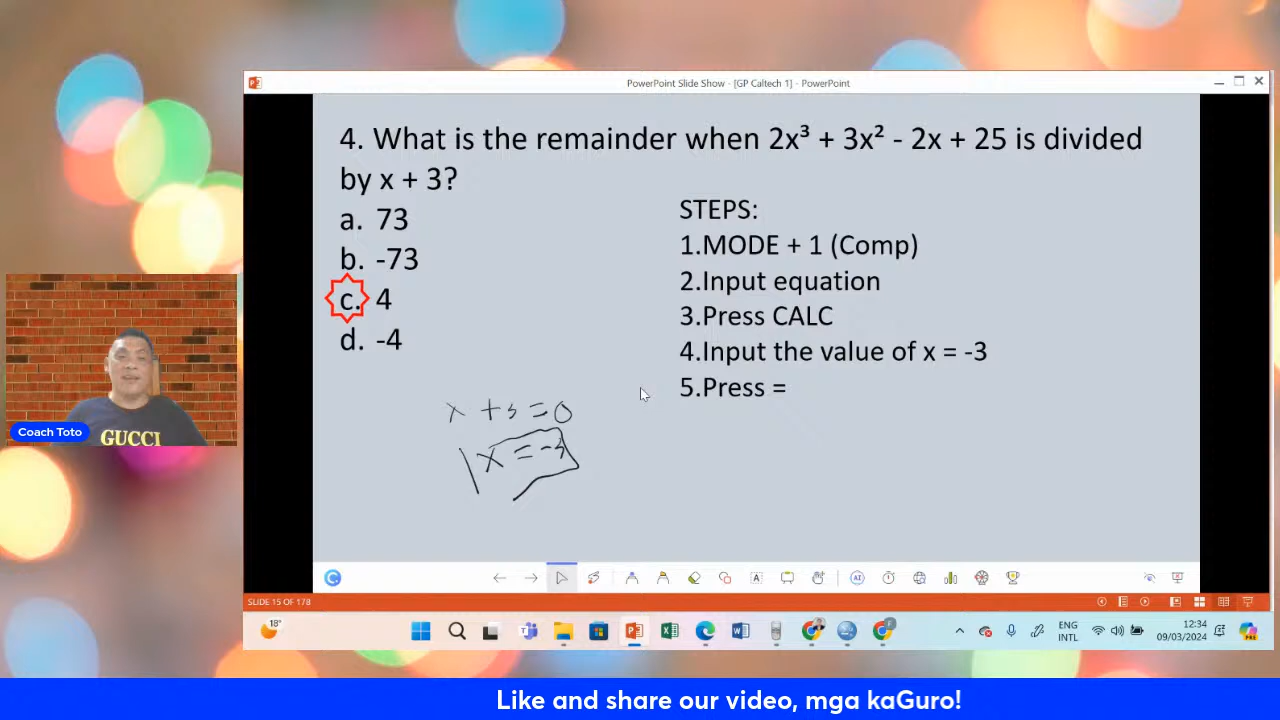 PowerPoint Slide Show - [GP Caltech 1] - PowerPoint
4. What is the remainder when 2x³ + 3x² - 2x + 25 is divided
by x + 3?
a. 73
b. -73
c. 4
d. -4
STEPS:
1.MODE + 1 (Comp)
2.Input equation
3.Press CALC
4.Input the value of x = -3
5.Press =
x + 3 = 0
x = -3
Coach Toto
GUCCI
SLIDE 15 OF 178
18°
ENG
INTL
12:34
09/03/2024
Like and share our video, mga kaGuro!